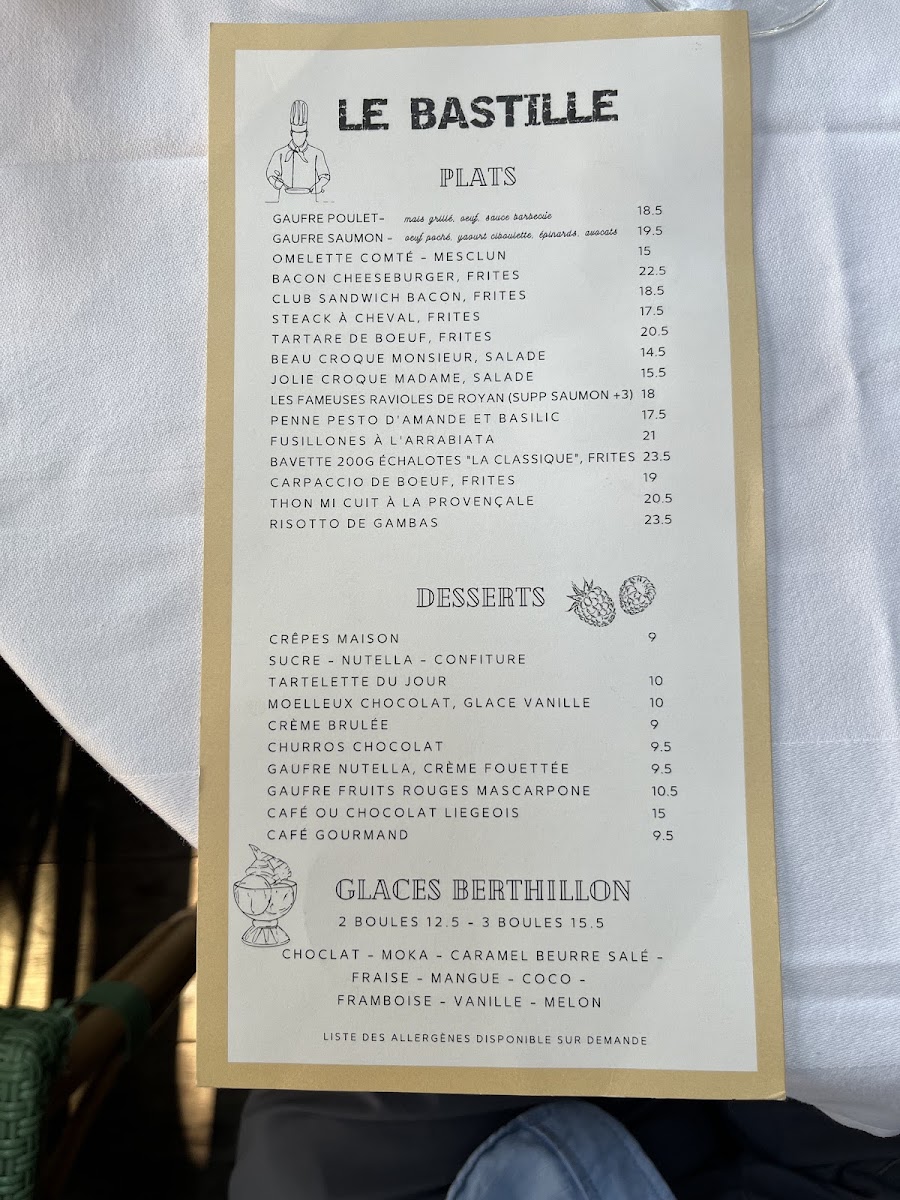 LE BASTILLE
PLATS
GAUFRE POULET- mais grillé, oeuf, sauce barbecue 18.5
GAUFRE SAUMON - oeuf poché, yaourt ciboulette, épinards, avocats 19.5
OMELETTE COMTÉ - MESCLUN 15
BACON CHEESEBURGER, FRITES 22.5
CLUB SANDWICH BACON, FRITES 18.5
STEACK À CHEVAL, FRITES 17.5
TARTARE DE BOEUF, FRITES 20.5
BEAU CROQUE MONSIEUR, SALADE 14.5
JOLIE CROQUE MADAME, SALADE 15.5
LES FAMEUSES RAVIOLES DE ROYAN (SUPP SAUMON +3) 18
PENNE PESTO D'AMANDE ET BASILIC 17.5
FUSILLONES À L'ARRABIATA 21
BAVETTE 200G ÉCHALOTES "LA CLASSIQUE", FRITES 23.5
CARPACCIO DE BOEUF, FRITES 19
THON MI CUIT À LA PROVENÇALE 20.5
RISOTTO DE GAMBAS 23.5
DESSERTS
CRÊPES MAISON 9
SUCRE - NUTELLA - CONFITURE
TARTELETTE DU JOUR 10
MOELLEUX CHOCOLAT, GLACE VANILLE 10
CRÈME BRULÉE 9
CHURROS CHOCOLAT 9.5
GAUFRE NUTELLA, CRÈME FOUETTÉE 9.5
GAUFRE FRUITS ROUGES MASCARPONE 10.5
CAFÉ OU CHOCOLAT LIEGEOIS 15
CAFÉ GOURMAND 9.5
GLACES BERTHILLON
2 BOULES 12.5 - 3 BOULES 15.5
CHOCLAT - MOKA - CARAMEL BEURRE SALÉ -
FRAISE - MANGUE - COCO -
FRAMBOISE - VANILLE - MELON
LISTE DES ALLERGÈNES DISPONIBLE SUR DEMANDE